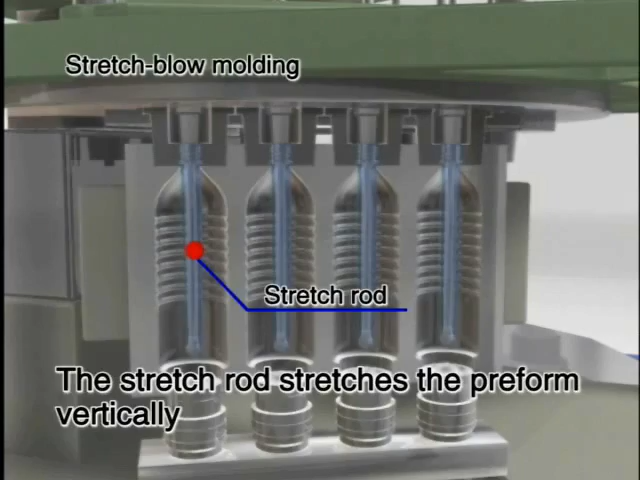 Stretch-blow molding
Stretch rod
The stretch rod stretches the preform
vertically